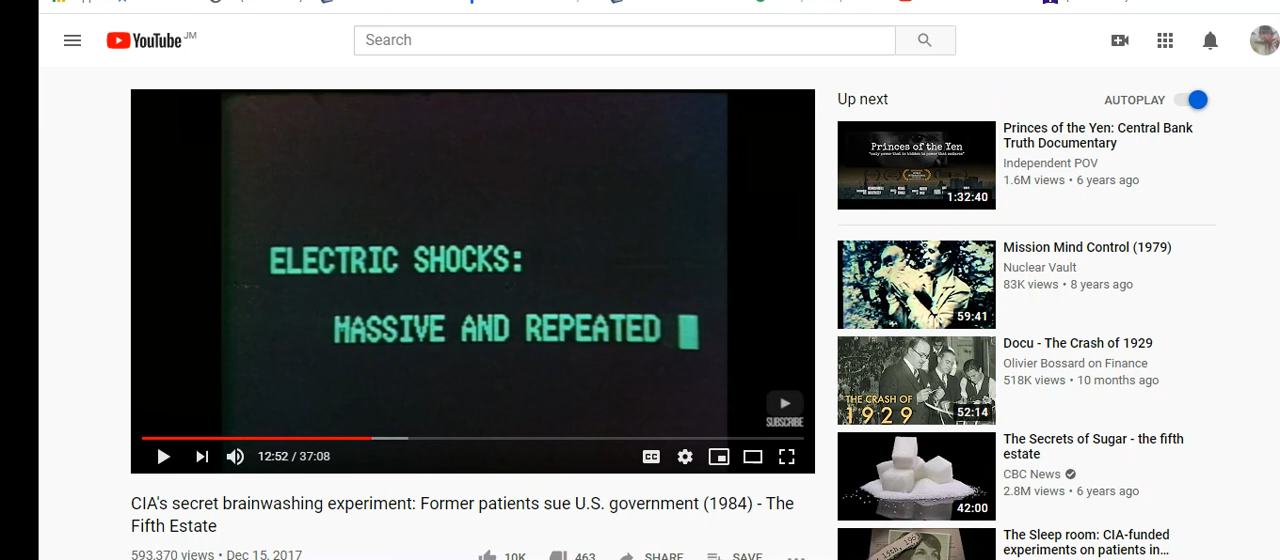 YouTube JM
Search
ELECTRIC SHOCKS:
MASSIVE AND REPEATED
SUBSCRIBE
12:52 / 37:08
CC
CIA's secret brainwashing experiment: Former patients sue U.S. government (1984) - The
Fifth Estate
593,370 views • Dec 15, 2017
10K
463
SHARE
SAVE
Up next
AUTOPLAY
Princes of the Yen
1:32:40
Princes of the Yen: Central Bank
Truth Documentary
Independent POV
1.6M views • 6 years ago
59:41
Mission Mind Control (1979)
Nuclear Vault
83K views • 8 years ago
THE CRASH OF
1929
52:14
Docu - The Crash of 1929
Olivier Bossard on Finance
518K views • 10 months ago
42:00
The Secrets of Sugar - the fifth
estate
CBC News
2.8M views • 6 years ago
The Sleep room: CIA-funded
experiments on patients in...